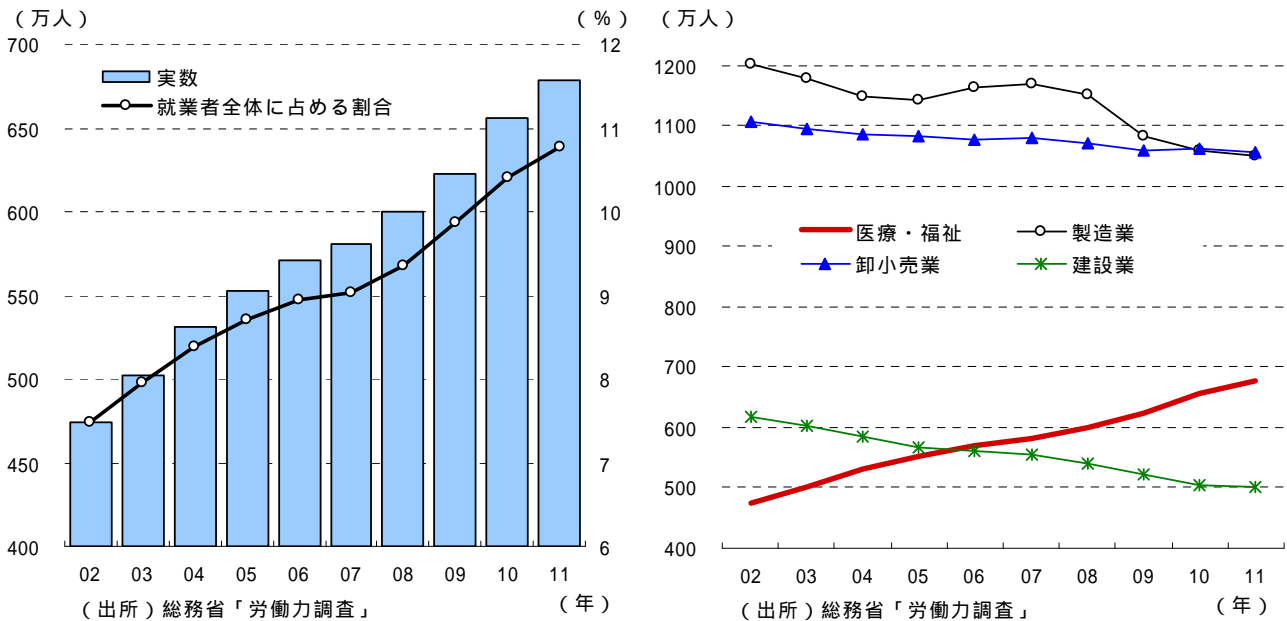 (万人)
(%)
700
650
600
550
500
450
400
12
11
10
9
8
7
6
実数
就業者全体に占める割合
02 03 04 05 06 07 08 09 10 11
(出所)総務省「労働力調査」
(年)
(万人)
1200
1100
1000
900
800
700
600
500
400
医療・福祉 製造業
卸小売業 建設業
02 03 04 05 06 07 08 09 10 11
(出所)総務省「労働力調査」
(年)